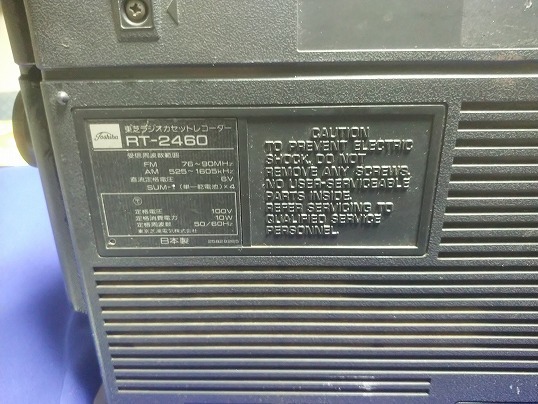 Toshiba
東芝ラジオカセットレコーダー
RT-2460
受信周波数範囲
FM 76~90MHz
AM 525~1605kHz
直流定格電圧 6V
SUM-1 (単一乾電池)×4
〒
定格電圧 100V
定格消費電力 10W
定格周波数 50/60Hz
東京芝浦電気株式会社
日本製
CAUTION
TO PREVENT ELECTRIC
SHOCK, DO NOT
REMOVE ANY SCREWS.
NO USER-SERVICEABLE
PARTS INSIDE.
REFER SERVICING TO
QUALIFIED SERVICE
PERSONNEL.